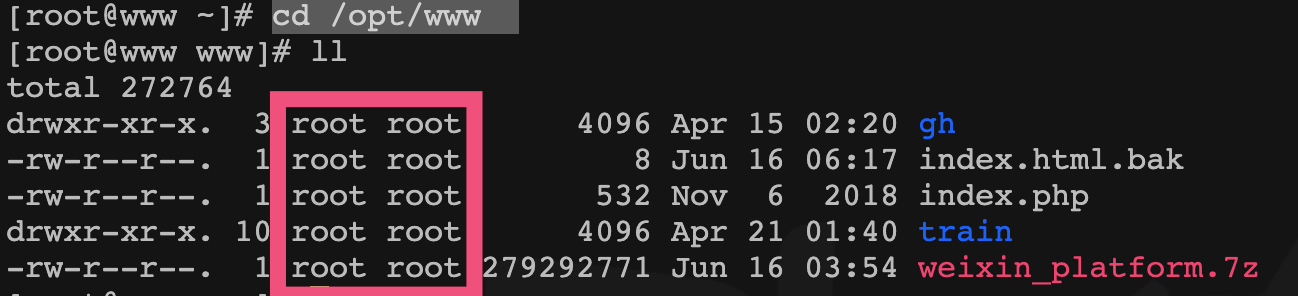 [root@www ~]# cd /opt/www
[root@www www]# ll
total 272764
drwxr-xr-x.  3 root root      4096 Apr 15 02:20 gh
-rw-r--r--.  1 root root         8 Jun 16 06:17 index.html.bak
-rw-r--r--.  1 root root       532 Nov  6  2018 index.php
drwxr-xr-x. 10 root root      4096 Apr 21 01:40 train
-rw-r--r--.  1 root root 279292771 Jun 16 03:54 weixin_platform.7z